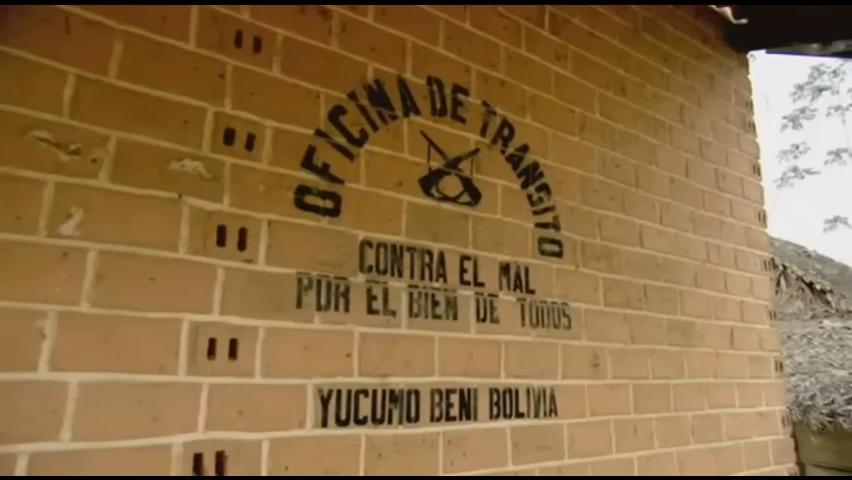 OFICINA DE TRANSITO
CONTRA EL MAL
POR EL BIEN DE TODOS
YUCUMO BENI BOLIVIA